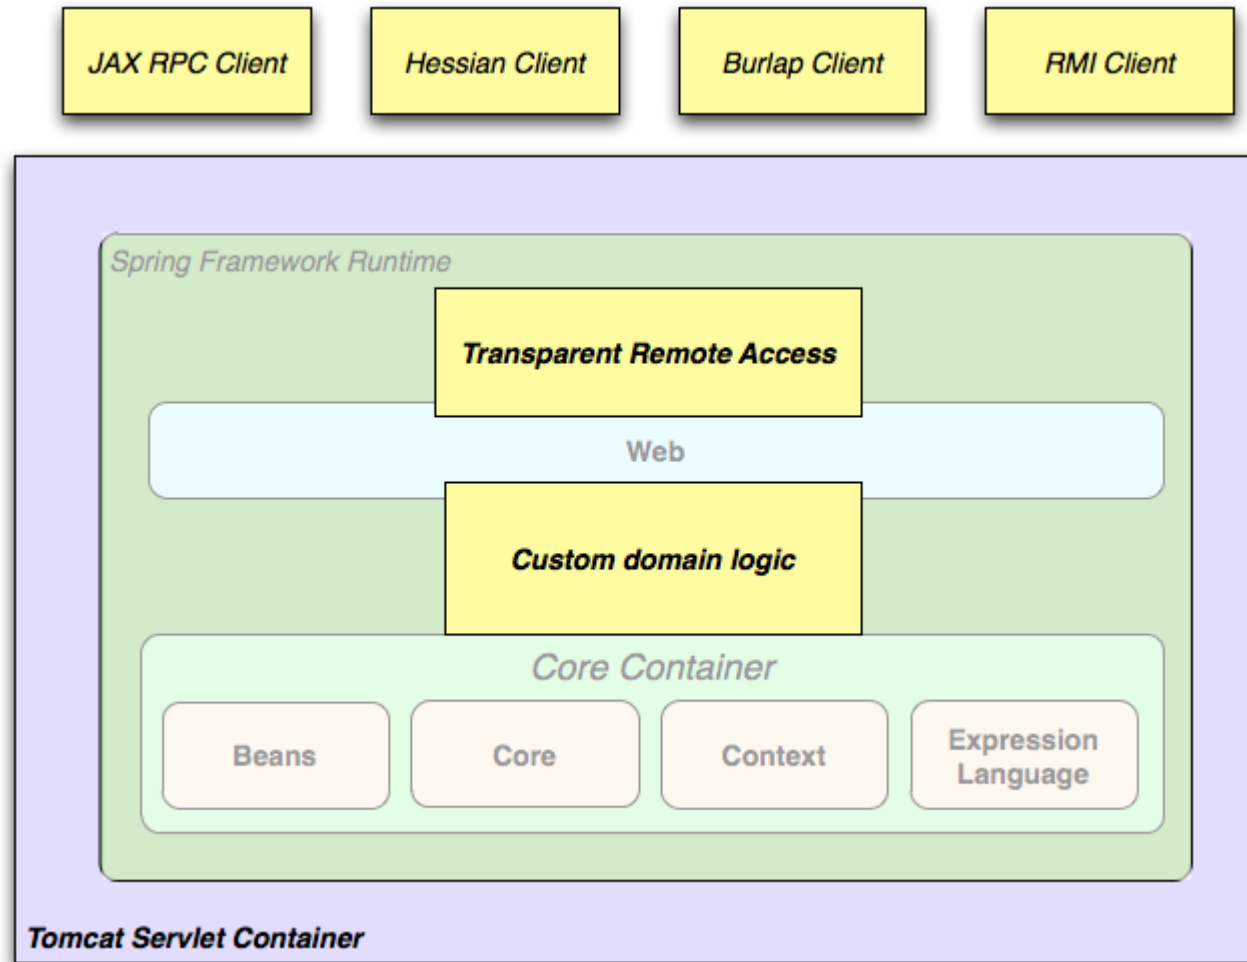 JAX RPC Client
Hessian Client
Burlap Client
RMI Client
Spring Framework Runtime
Transparent Remote Access
Web
Custom domain logic
Core Container
Beans
Core
Context
Expression
Language
Tomcat Servlet Container